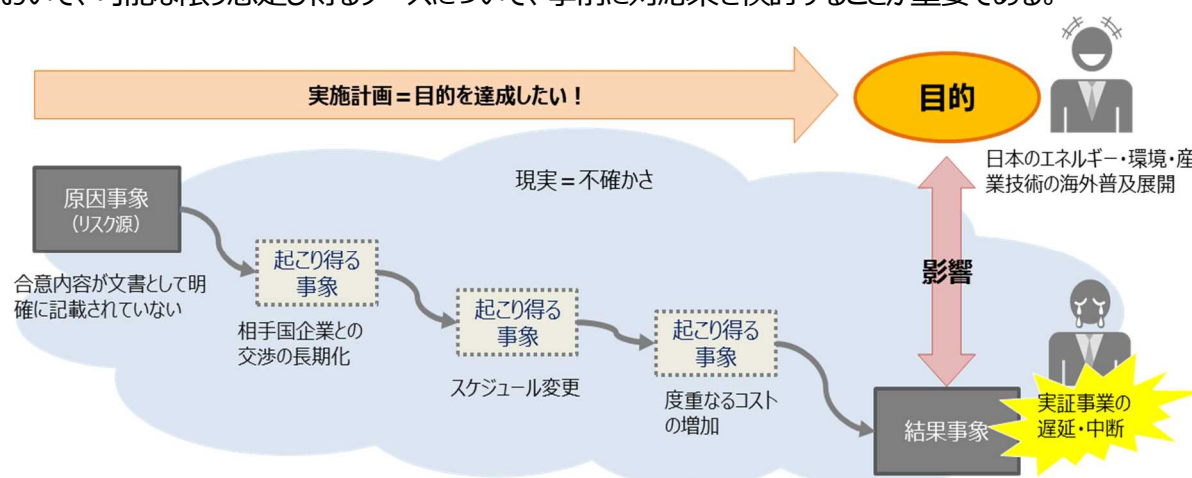 おいて、可能な限り想定し得るケースについて、事前に対応策を検討することが重要である。
実施計画＝目的を達成したい！
目的
日本のエネルギー・環境・産
業技術の海外普及展開
現実＝不確かさ
原因事象
（リスク源）
合意内容が文書として明
確に記載されていない
起こり得る
事象
相手国企業との
交渉の長期化
起こり得る
事象
スケジュール変更
起こり得る
事象
度重なるコスト
の増加
影響
結果事象
実証事業の
遅延・中断